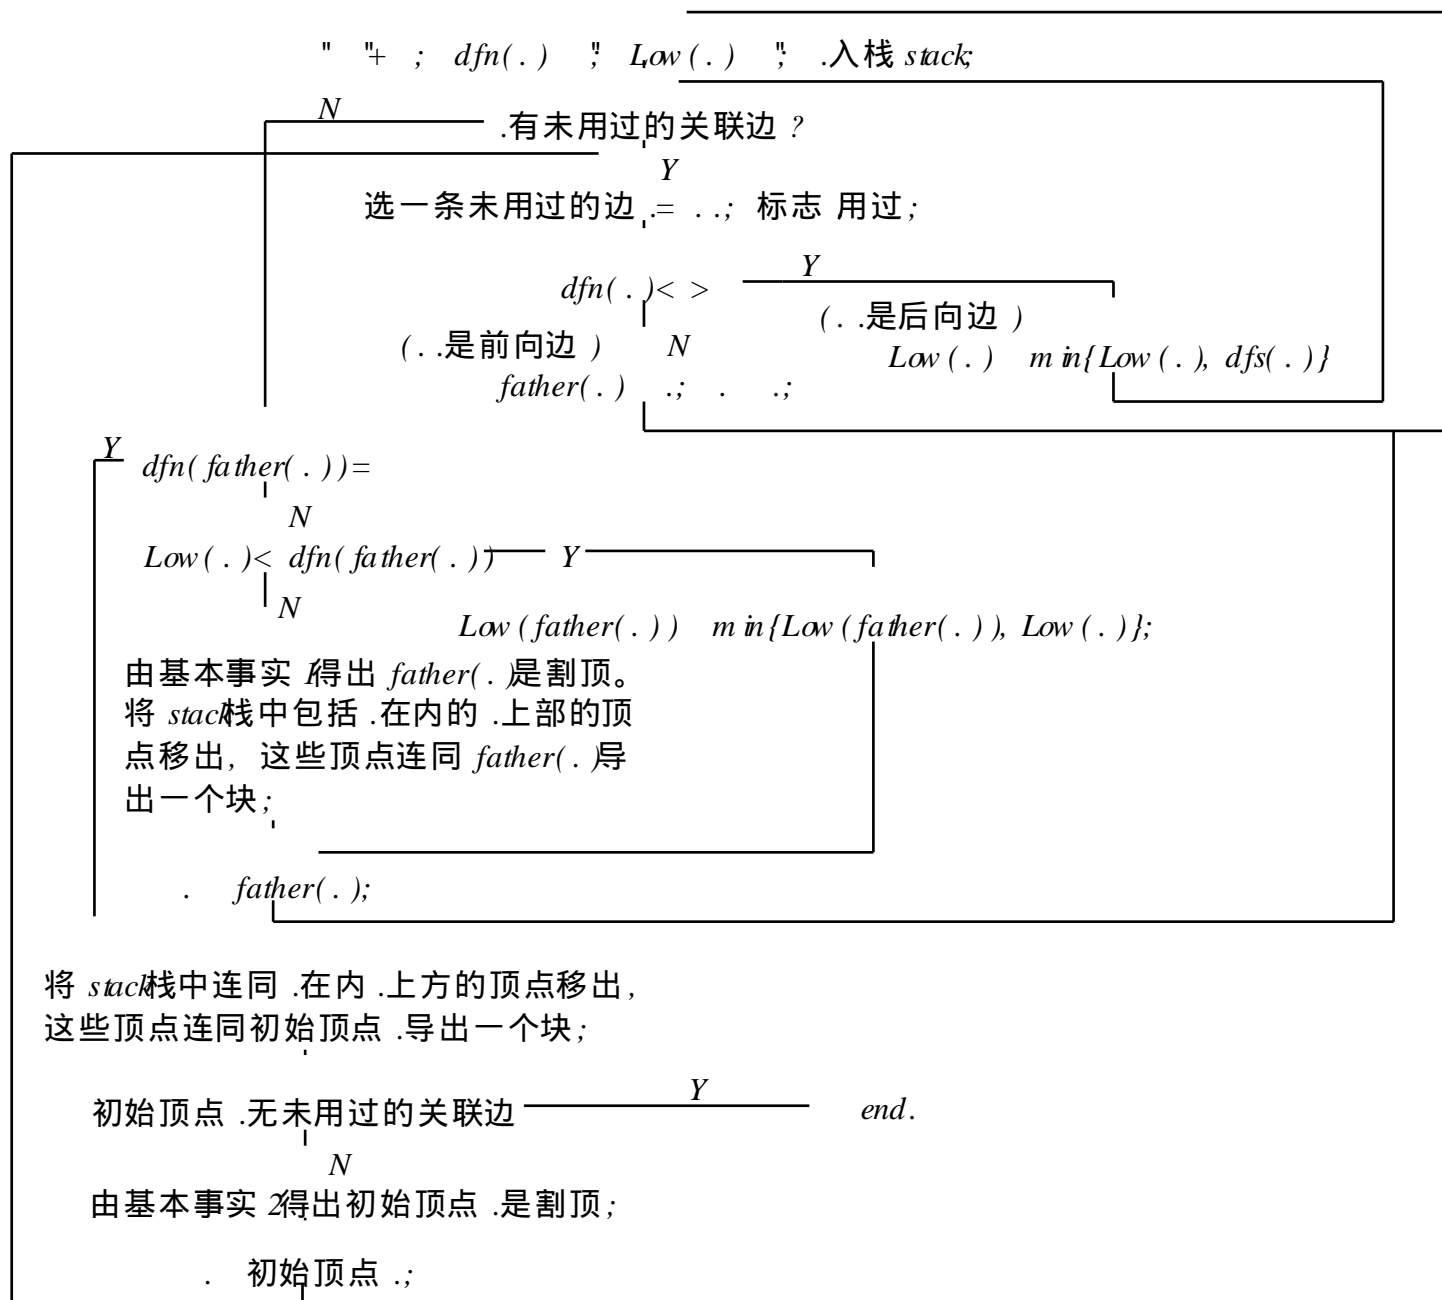 " "+ ; dfn( . ) "; Low ( . ) "; .入栈 stack;
N
.有未用过的关联边 ?
Y
选一条未用过的边 .= . .; 标志 用过 ;
dfn( . )< >
Y
( . .是后向边 )
( . .是前向边 )
N
Low ( . ) min{Low ( . ), dfs( . )}
father( . ) .; . .;
Y
dfn( father( . ))=
N
Low ( . )< dfn( father( . ))
Y
N
Low (father( . )) min{Low (father( . )), Low ( . )};
由基本事实 1得出 father( . )是割顶。
将 stack栈中包括 .在内的 .上部的顶
点移出, 这些顶点连同 father( . )导
出一个块 ;
. father( . );
将 stack栈中连同 .在内 .上方的顶点移出 ,
这些顶点连同初始顶点 .导出一个块 ;
初始顶点 .无未用过的关联边
Y
end .
N
由基本事实 2得出初始顶点 .是割顶 ;
. 初始顶点 .;